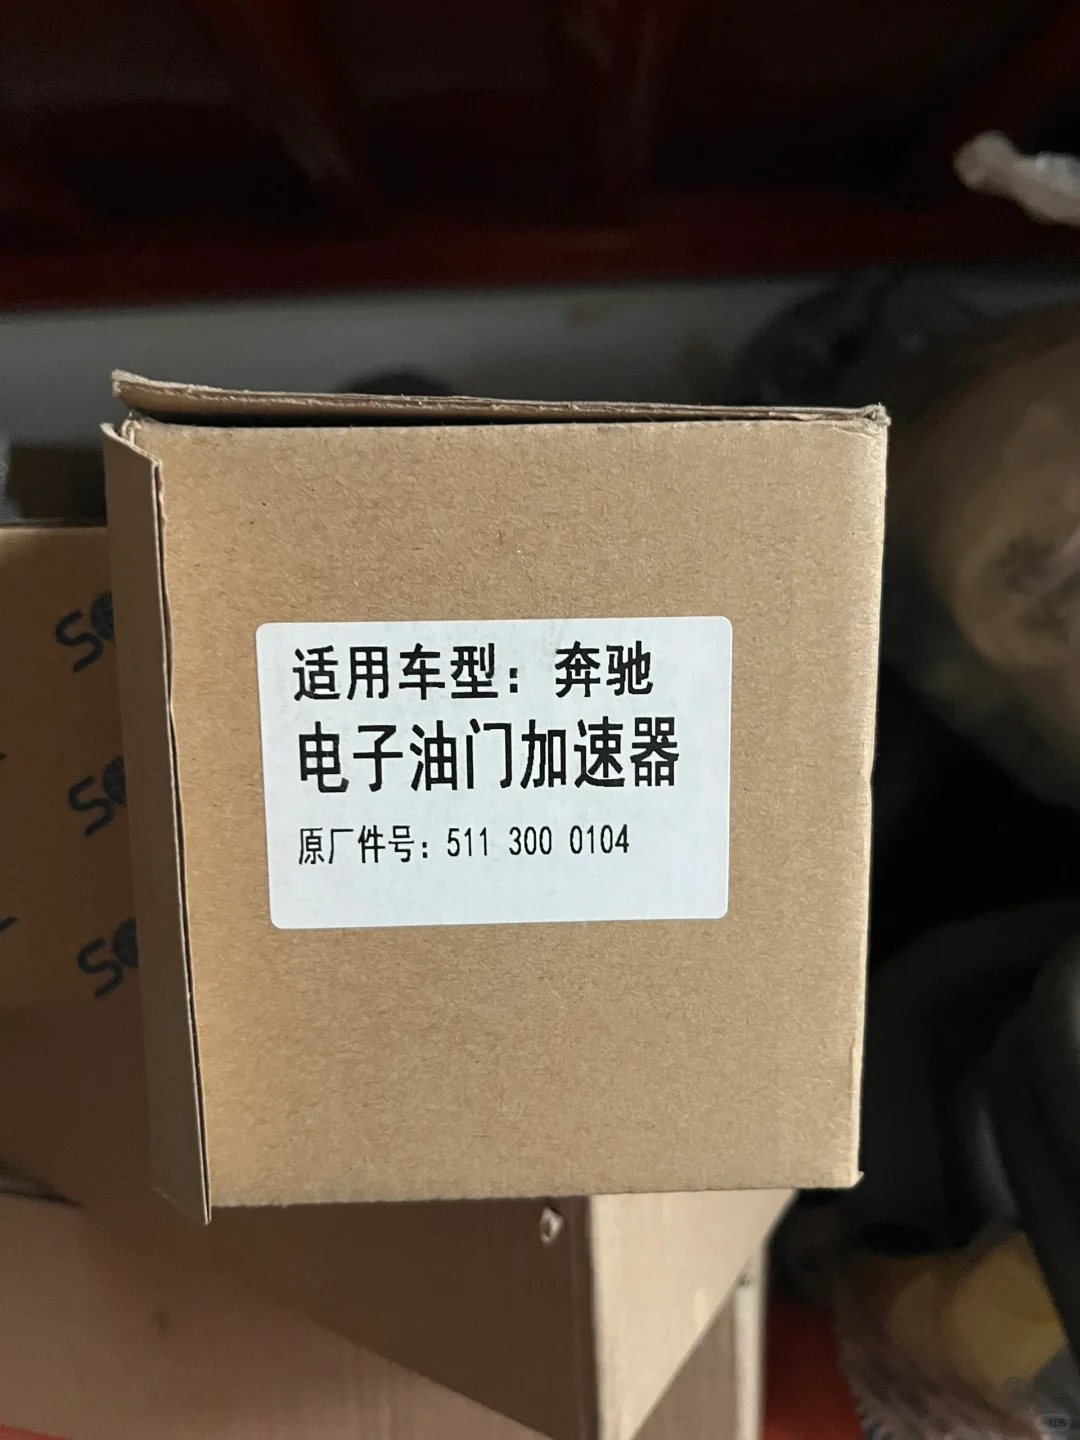 适用车型：奔驰
电子油门加速器
原厂件号：511 300 0104